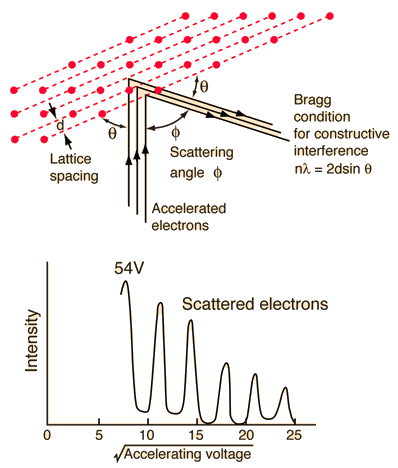 θ
d
θ
ϕ
Lattice
spacing
Scattering
angle ϕ
Accelerated
electrons
Bragg
condition
for constructive
interference
nλ = 2dsin θ
54V
Scattered electrons
Intensity
0 5 10 15 20 25
√Accelerating voltage